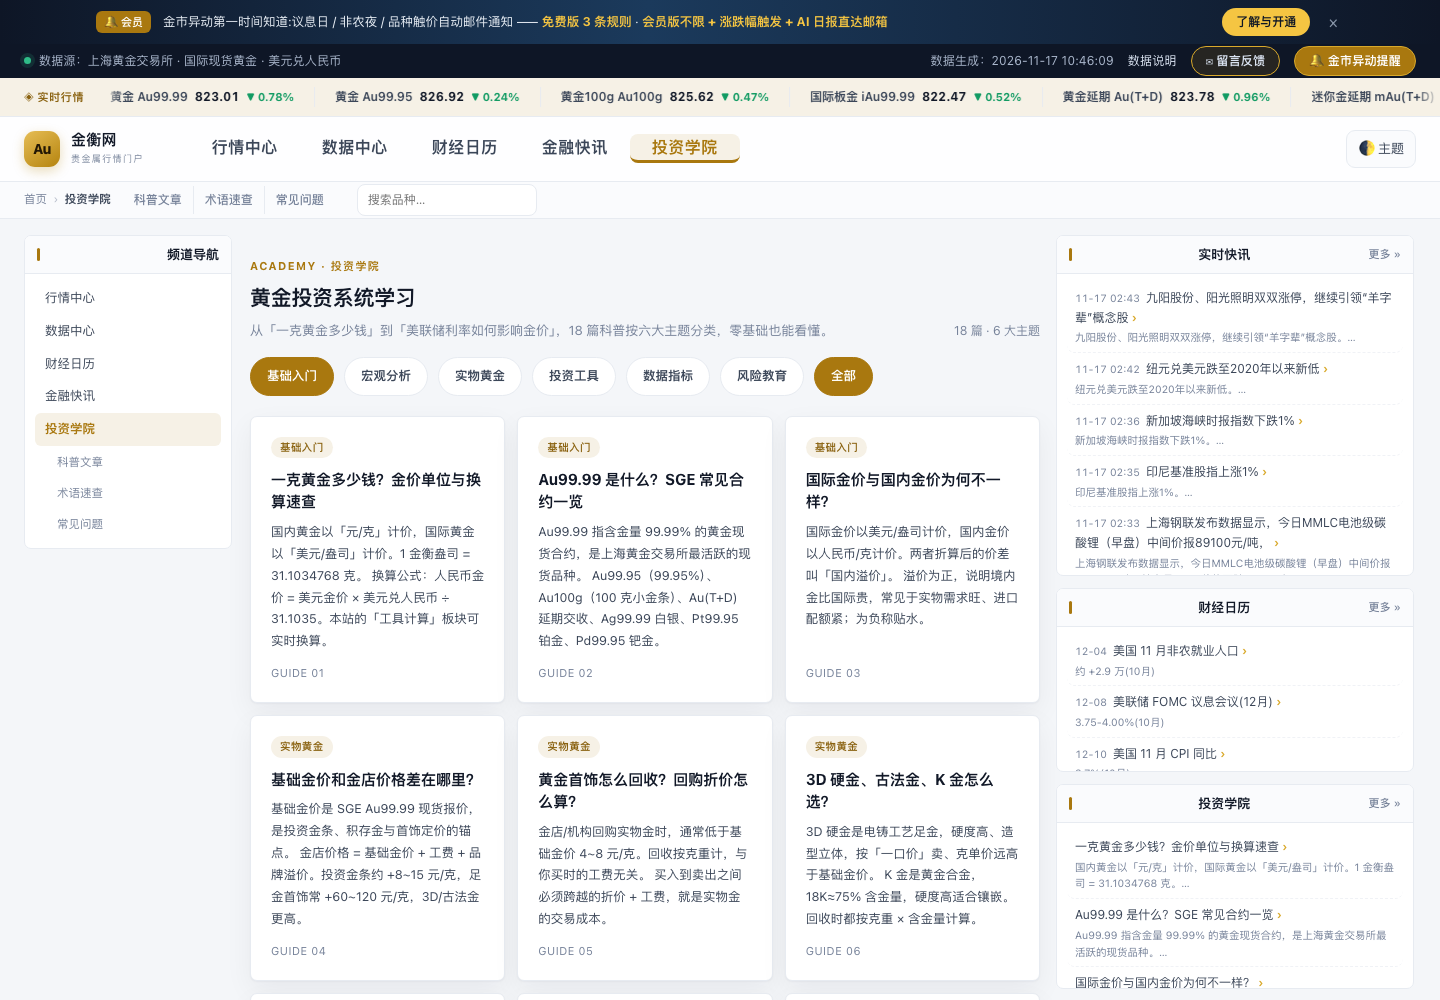 会员 金市异动第一时间知道:议息日 / 非农夜 / 品种触价自动邮件通知 —— 免费版 3 条规则 · 会员版不限 + 涨跌幅触发 + AI 日报直达邮箱 了解与开通 ×
数据源：上海黄金交易所 · 国际现货黄金 · 美元兑人民币 数据生成：2026-11-17 10:46:09 数据说明 ✉ 留言反馈 金市异动提醒
◈ 实时行情 黄金 Au99.99 823.01 ▼ 0.78% 黄金 Au99.95 826.92 ▼ 0.24% 黄金100g Au100g 825.62 ▼ 0.47% 国际板金 iAu99.99 822.47 ▼ 0.52% 黄金延期 Au(T+D) 823.78 ▼ 0.96% 迷你金延期 mAu(T+D)
Au 金衡网
贵金属行情门户
行情中心 数据中心 财经日历 金融快讯 投资学院 主题
首页 › 投资学院 科普文章 术语速查 常见问题 搜索品种...
频道导航
行情中心
数据中心
财经日历
金融快讯
投资学院
科普文章
术语速查
常见问题
ACADEMY · 投资学院
黄金投资系统学习
从「一克黄金多少钱」到「美联储利率如何影响金价」，18 篇科普按六大主题分类，零基础也能看懂。 18 篇 · 6 大主题
基础入门 宏观分析 实物黄金 投资工具 数据指标 风险教育 全部
基础入门
一克黄金多少钱？金价单位与换
算速查
国内黄金以「元/克」计价，国际黄金
以「美元/盎司」计价。1 金衡盎司 =
31.1034768 克。 换算公式：人民币金
价 = 美元金价 × 美元兑人民币 ÷
31.1035。本站的「工具计算」板块可
实时换算。
GUIDE 01
基础入门
Au99.99 是什么？SGE 常见合
约一览
Au99.99 指含金量 99.99% 的黄金现
货合约，是上海黄金交易所最活跃的现
货品种。 Au99.95（99.95%）、
Au100g（100 克小金条）、Au(T+D)
延期交收、Ag99.99 白银、Pt99.95
铂金、Pd99.95 钯金。
GUIDE 02
基础入门
国际金价与国内金价为何不一
样？
国际金价以美元/盎司计价，国内金价
以人民币/克计价。两者折算后的价差
叫「国内溢价」。 溢价为正，说明境内
金比国际贵，常见于实物需求旺、进口
配额紧；为负称贴水。
GUIDE 03
实物黄金
基础金价和金店价格差在哪里？
基础金价是 SGE Au99.99 现货报价，
是投资金条、积存金与首饰定价的锚
点。 金店价格 = 基础金价 + 工费 + 品
牌溢价。投资金条约 +8~15 元/克，足
金首饰常 +60~120 元/克，3D/古法金
更高。
GUIDE 04
实物黄金
黄金首饰怎么回收？回购折价怎
么算？
金店/机构回购实物金时，通常低于基
础金价 4~8 元/克。回收按克重计，与
你买时的工费无关。 买入到卖出之间
必须跨越的折价 + 工费，就是实物金
的交易成本。
GUIDE 05
实物黄金
3D 硬金、古法金、K 金怎么
选？
3D 硬金是电铸工艺足金，硬度高、造
型立体，按「一口价」卖、克单价远高
于基础金价。 K 金是黄金合金，
18K≈75% 含金量，硬度高适合镶嵌。
回收时都按克重 × 含金量计算。
GUIDE 06
实时快讯 更多 »
11-17 02:43 九阳股份、阳光照明双双涨停，继续引领“羊字
辈”概念股 ›
九阳股份、阳光照明双双涨停，继续引领“羊字辈”概念股。...
11-17 02:42 纽元兑美元跌至2020年以来新低 ›
纽元兑美元跌至2020年以来新低。...
11-17 02:36 新加坡海峡时报指数下跌1% ›
新加坡海峡时报指数下跌1%。...
11-17 02:35 印尼基准股指上涨1% ›
印尼基准股指上涨1%。...
11-17 02:33 上海钢联发布数据显示，今日MMLC电池级碳
酸锂（早盘）中间价报89100元/吨， ›
上海钢联发布数据显示，今日MMLC电池级碳酸锂（早盘）中间价报
财经日历 更多 »
12-04 美国 11 月非农就业人口 ›
约 +2.9 万(10月)
12-08 美联储 FOMC 议息会议(12月) ›
3.75-4.00%(10月)
12-10 美国 11 月 CPI 同比 ›
投资学院 更多 »
一克黄金多少钱？金价单位与换算速查 ›
国内黄金以「元/克」计价，国际黄金以「美元/盎司」计价。1 金衡盎
司 = 31.1034768 克。...
Au99.99 是什么？SGE 常见合约一览 ›
Au99.99 指含金量 99.99% 的黄金现货合约，是上海黄金交易所最
活跃的现货品种。...
国际金价与国内金价为何不一样？ ›